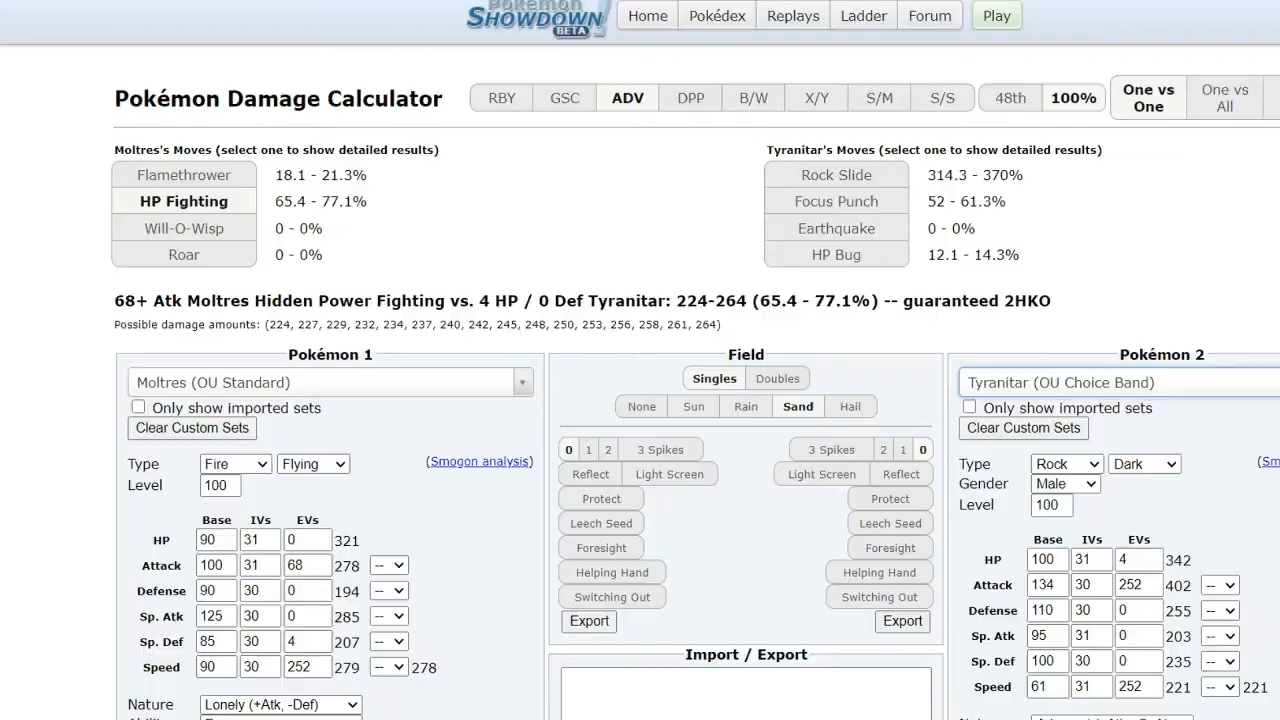 Pokémon
SHOWDOWN
BETA
Home Pokédex Replays Ladder Forum Play
Pokémon Damage Calculator RBY GSC ADV DPP B/W X/Y S/M S/S 48th 100% One vs One One vs All
Moltres's Moves (select one to show detailed results) Tyranitar's Moves (select one to show detailed results)
Flamethrower 18.1 - 21.3% Rock Slide 314.3 - 370%
HP Fighting 65.4 - 77.1% Focus Punch 52 - 61.3%
Will-O-Wisp 0 - 0% Earthquake 0 - 0%
Roar 0 - 0% HP Bug 12.1 - 14.3%
68+ Atk Moltres Hidden Power Fighting vs. 4 HP / 0 Def Tyranitar: 224-264 (65.4 - 77.1%) -- guaranteed 2HKO
Possible damage amounts: (224, 227, 229, 232, 234, 237, 240, 242, 245, 248, 250, 253, 256, 258, 261, 264)
Pokémon 1
Moltres (OU Standard)
Only show imported sets
Clear Custom Sets
Type Fire Flying (Smogon analysis)
Level 100
Base IVs EVs
HP 90 31 0 321
Attack 100 31 68 278 --
Defense 90 30 0 194 --
Sp. Atk 125 30 0 285 --
Sp. Def 85 30 4 207 --
Speed 90 30 252 279 -- 278
Nature Lonely (+Atk, -Def)
Field
Singles Doubles
None Sun Rain Sand Hail
0 1 2 3 Spikes 3 Spikes 2 1 0
Reflect Light Screen Light Screen Reflect
Protect Protect
Leech Seed Leech Seed
Foresight Foresight
Helping Hand Helping Hand
Switching Out Switching Out
Export Export
Import / Export
Pokémon 2
Tyranitar (OU Choice Band)
Only show imported sets
Clear Custom Sets
Type Rock Dark (Sm
Gender Male
Level 100
Base IVs EVs
HP 100 31 4 342
Attack 134 30 252 402 --
Defense 110 30 0 255 --
Sp. Atk 95 31 0 203 --
Sp. Def 100 30 0 235 --
Speed 61 31 252 221 -- 221